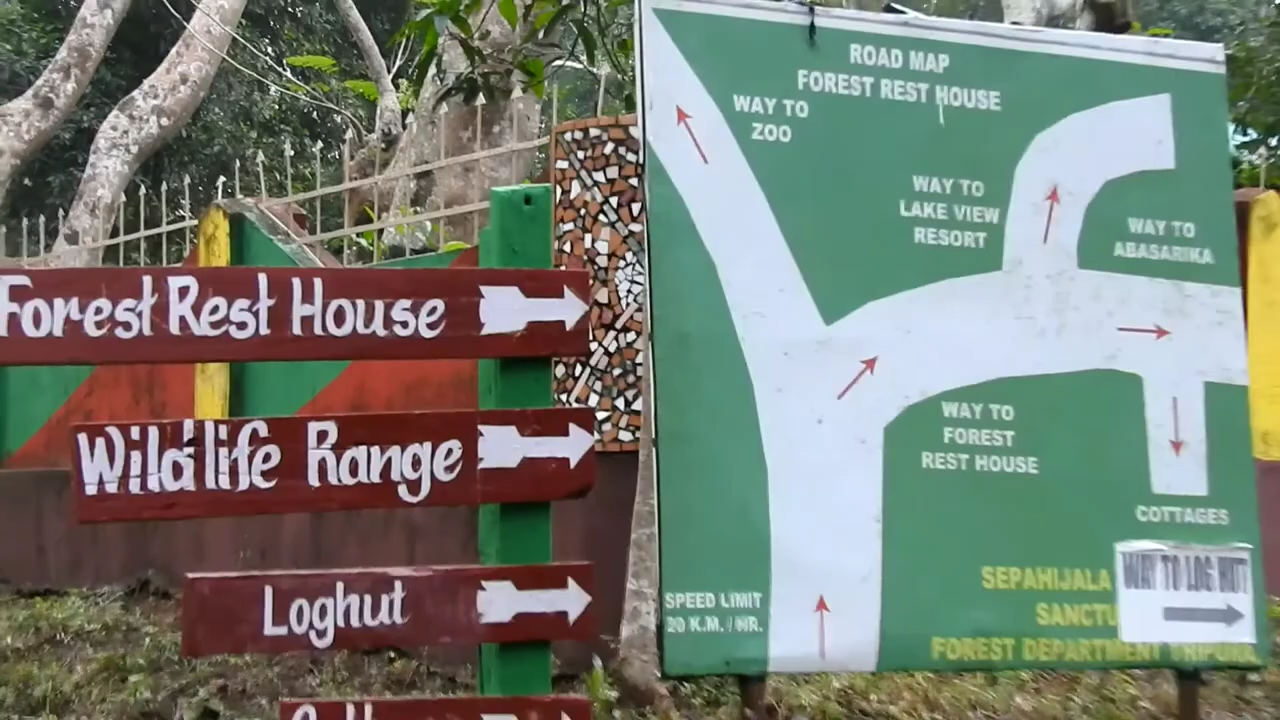 Forest Rest House
Wildlife Range
Loghut
ROAD MAP
FOREST REST HOUSE
WAY TO
ZOO
WAY TO
LAKE VIEW
RESORT
WAY TO
ABASARIKA
WAY TO
FOREST
REST HOUSE
COTTAGES
SPEED LIMIT
20 K.M. / HR.
WAY TO LOG HUT
SEPAHIJALA
FOREST DEPARTMENT